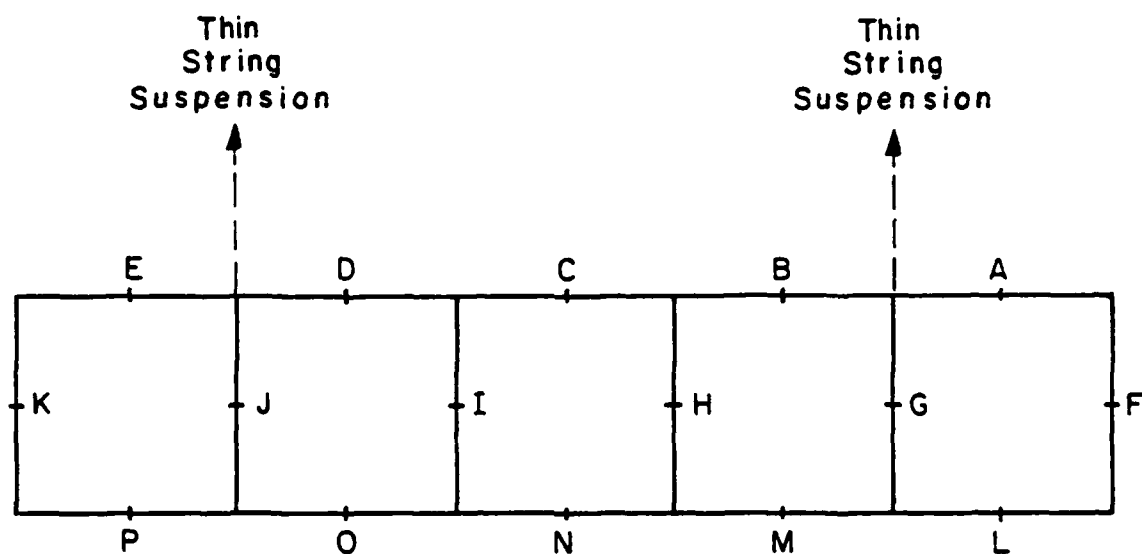 Thin
String
Suspension
Thin
String
Suspension
E D C B A
K J I H G F
P O N M L